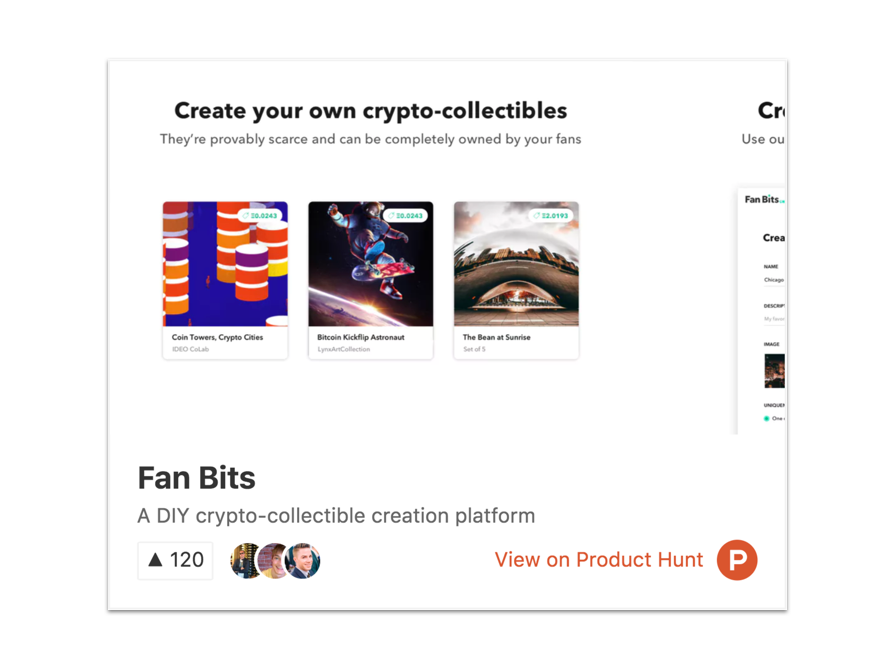 Create your own crypto-collectibles
They're provably scarce and can be completely owned by your fans
Ξ0.0243
Ξ0.0243
Ξ2.0193
Coin Towers, Crypto Cities
IDEO CoLab
Bitcoin Kickflip Astronaut
LynxArtCollection
The Bean at Sunrise
Set of 5
Use ou
Fan Bits
Crea
NAME
Chicago
DESCRIPT
My favor
IMAGE
UNIQUEN
One
Fan Bits
A DIY crypto-collectible creation platform
▲ 120
View on Product Hunt
P